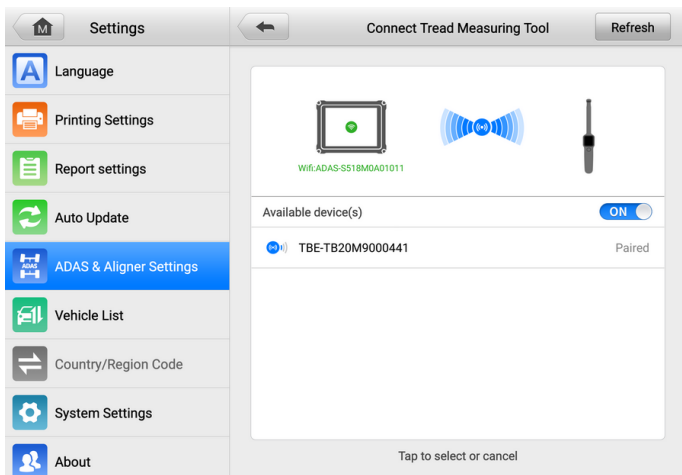 M
Settings
Connect Tread Measuring Tool
Refresh
A
Language
Printing Settings
Report settings
Auto Update
ADAS
ADAS & Aligner Settings
Vehicle List
Country/Region Code
System Settings
About
Wifi:ADAS-S518M0A01011
Available device(s)
ON
TBE-TB20M9000441
Paired
Tap to select or cancel